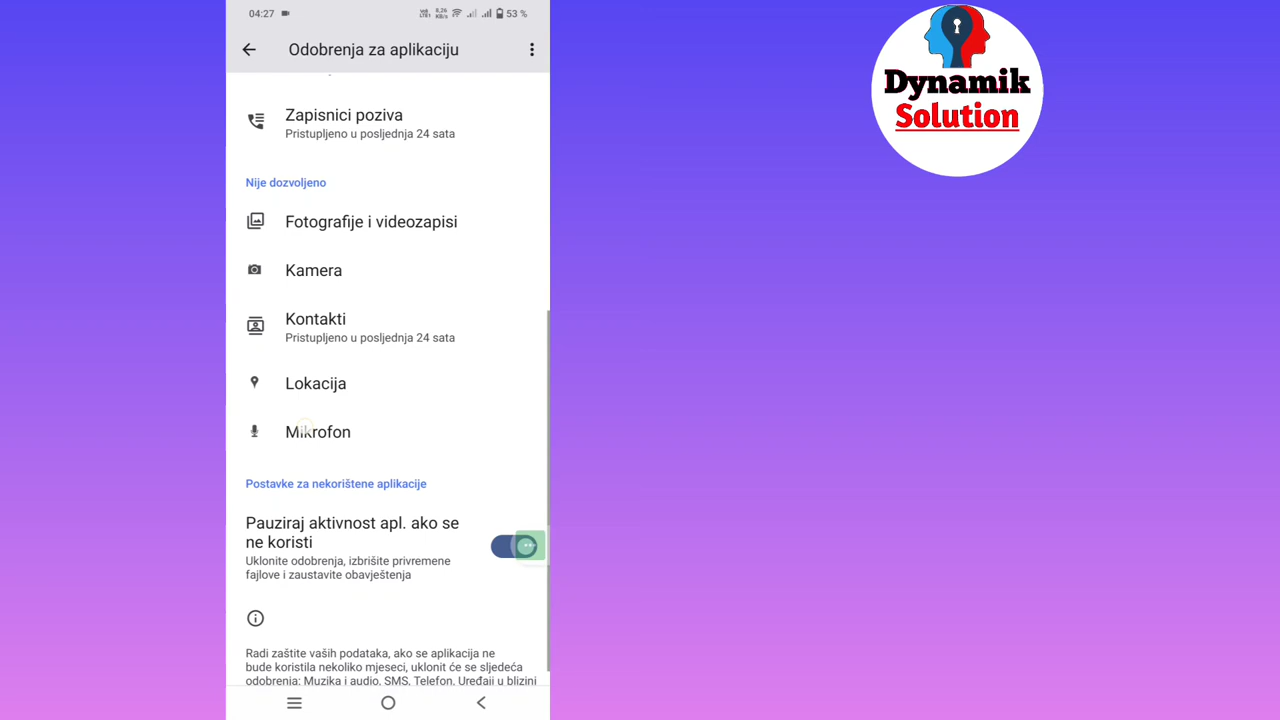 04:27
8,26
KB/s
53 %
Odobrenja za aplikaciju
Zapisnici poziva
Pristupljeno u posljednja 24 sata
Nije dozvoljeno
Fotografije i videozapisi
Kamera
Kontakti
Pristupljeno u posljednja 24 sata
Lokacija
Mikrofon
Postavke za nekorištene aplikacije
Pauziraj aktivnost apl. ako se
ne koristi
Uklonite odobrenja, izbrišite privremene
fajlove i zaustavite obavještenja
Radi zaštite vaših podataka, ako se aplikacija ne
bude koristila nekoliko mjeseci, uklonit će se sljedeća
odobrenja: Muzika i audio, SMS, Telefon, Uređaji u blizini
Dynamik
Solution